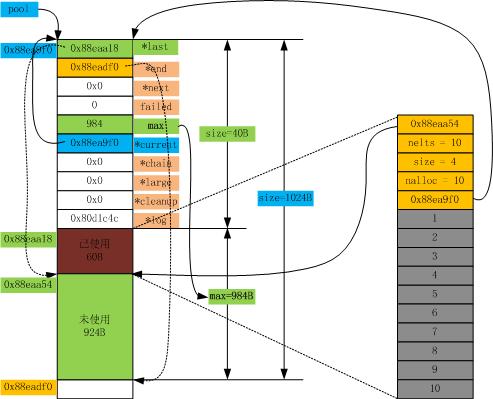 pool
0x88ea9f0
0x88eaa18 *last
0x88eadf0 *end
0x0 *next
0 failed
984 max
0x88ea9f0 *current
0x0 *chain
0x0 *large
0x0 *cleanup
0x80d1c4c *log
0x88eaa18
已使用
60B
0x88eaa54
未使用
924B
0x88eadf0
size=40B
size=1024B
max=984B
0x88eaa54
nelts = 10
size = 4
nalloc = 10
0x88ea9f0
1
2
3
4
5
6
7
8
9
10